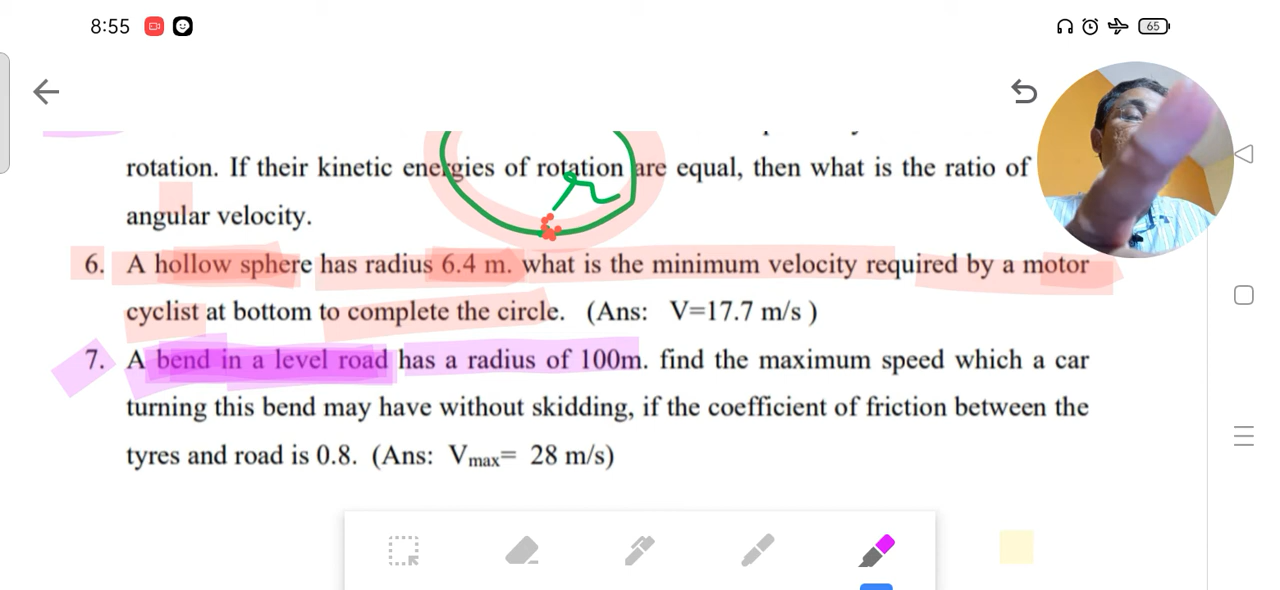 8:55
65
rotation. If their kinetic energies of rotation are equal, then what is the ratio of
angular velocity.
6. A hollow sphere has radius 6.4 m. what is the minimum velocity required by a motor
cyclist at bottom to complete the circle. (Ans: V=17.7 m/s )
7. A bend in a level road has a radius of 100m. find the maximum speed which a car
turning this bend may have without skidding, if the coefficient of friction between the
tyres and road is 0.8. (Ans: Vmax= 28 m/s)